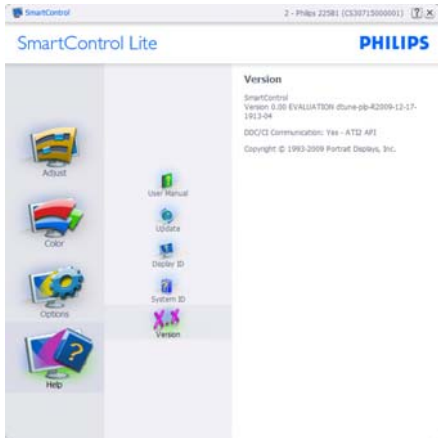 SmartControl
2 - Philips 225B1 (CS30715000001)
SmartControl Lite
PHILIPS
Adjust
Color
Options
Help
User Manual
Update
Display ID
System ID
Version
Version
SmartControl
Version 0.00 EVALUATION dtune-plp-R2009-12-17-
1913-04
DDC/CI Communication: Yes - ATI2 API
Copyright © 1993-2009 Portrait Displays, Inc.